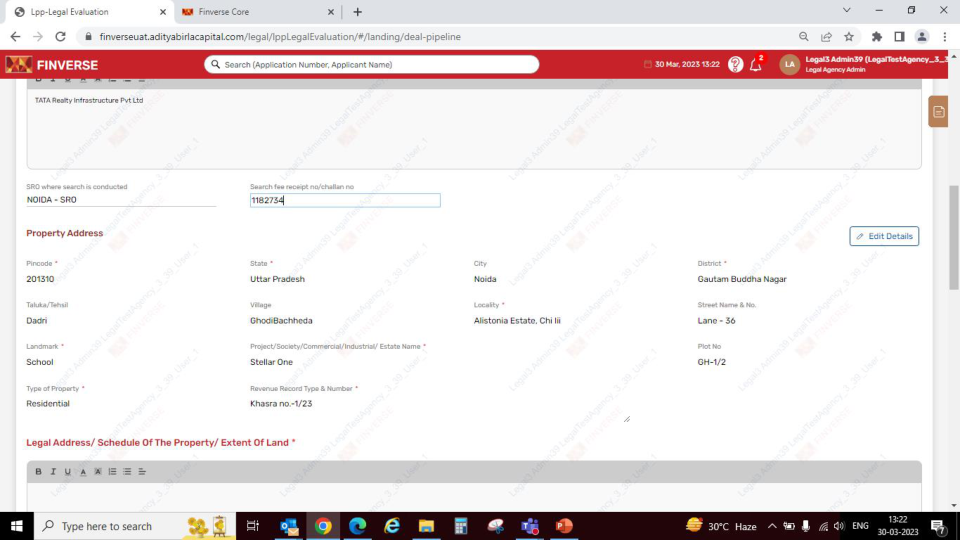 Lpp-Legal Evaluation
Finverse Core
finverseuat.adityabirlacapital.com/legal/lppLegalEvaluation/#/landing/deal-pipeline
FINVERSE
Search (Application Number, Applicant Name)
30 Mar, 2023 13:22
2
LA
Legal3 Admin39 (LegalTestAgency_3_3
Legal Agency Admin
TATA Realty Infrastructure Pvt Ltd
SRO where search is conducted
Search fee receipt no/challan no
NOIDA - SRO
1182734
Property Address
Edit Details
Pincode *
State *
City
District *
201310
Uttar Pradesh
Noida
Gautam Buddha Nagar
Taluka/Tehsil
Village
Locality *
Street Name & No.
Dadri
GhodiBachheda
Alistonia Estate, Chi Iii
Lane - 36
Landmark *
Project/Society/Commercial/Industrial/ Estate Name *
Plot No
School
Stellar One
GH-1/2
Type of Property *
Revenue Record Type & Number *
Residential
Khasra no.-1/23
Legal Address/ Schedule Of The Property/ Extent Of Land *
B I U A A
Type here to search
30°C Haze
ENG
13:22
30-03-2023